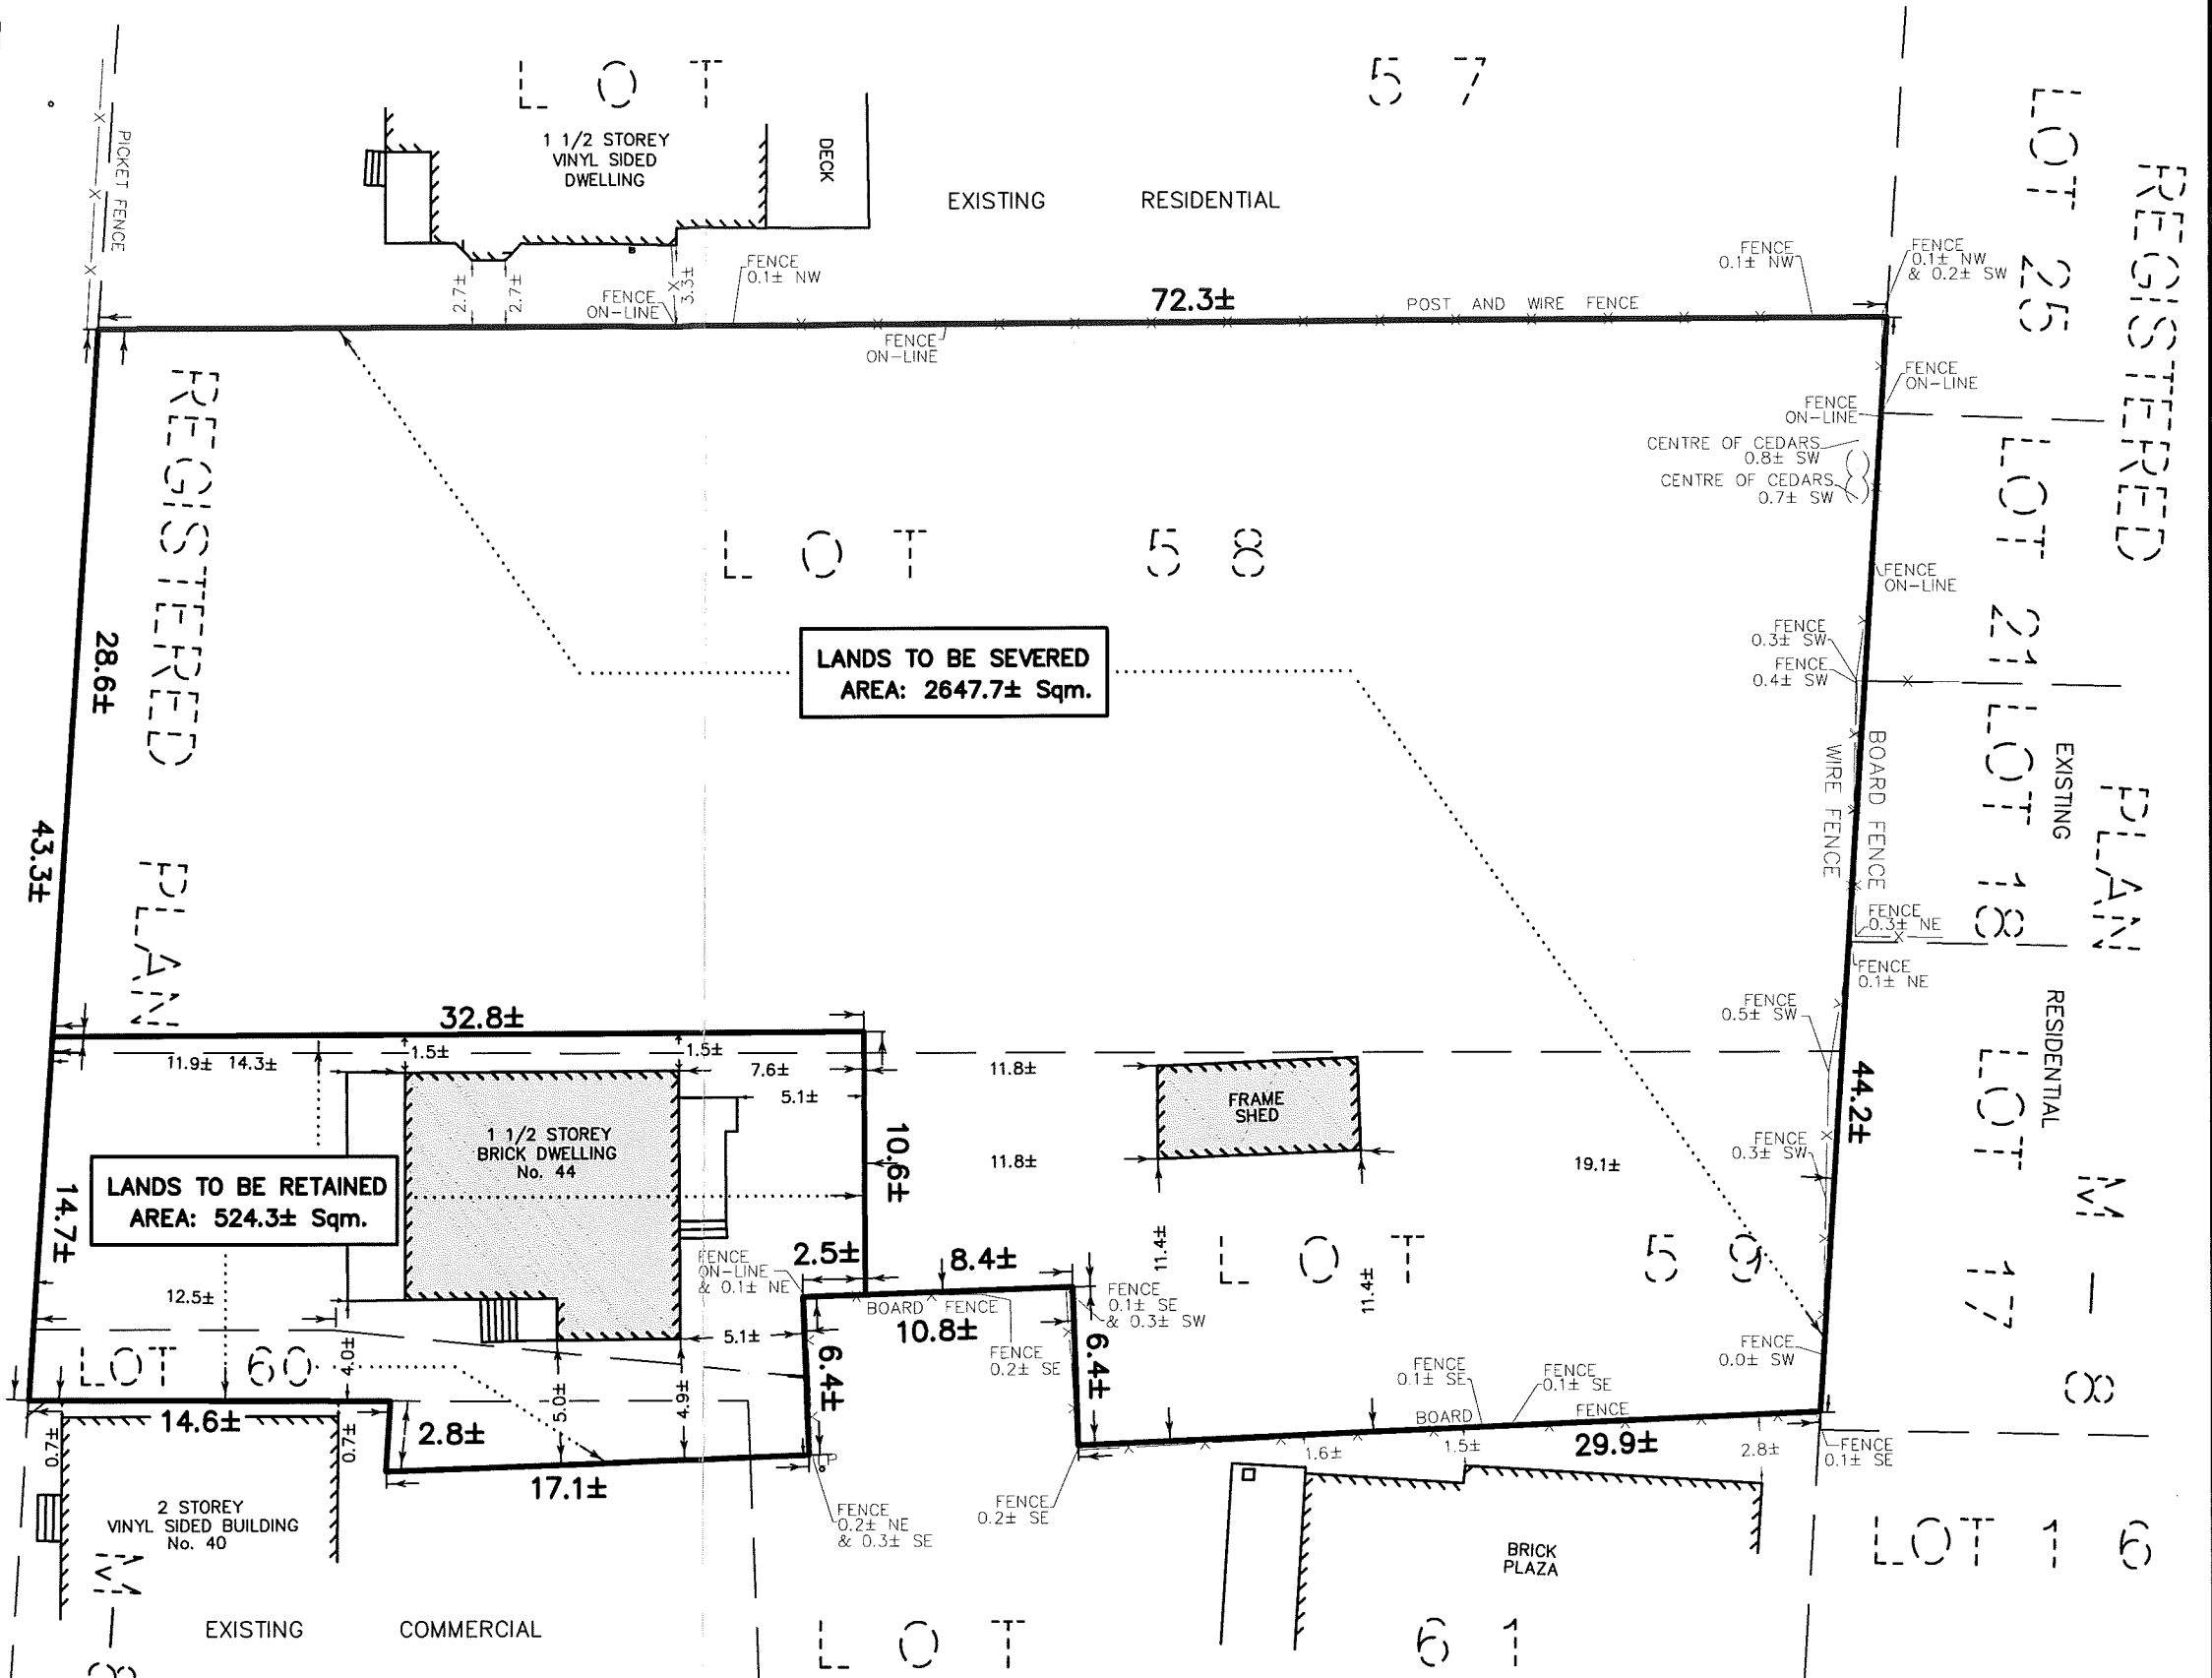 LOT 57
1 1/2 STOREY
VINYL SIDED
DWELLING
DECK
EXISTING RESIDENTIAL
PICKET FENCE
LOT 25
REGISTERED
2.7±
2.7±
3.3±
FENCE
ON-LINE
FENCE
0.1± NW
72.3±
POST AND WIRE FENCE
FENCE
0.1± NW
FENCE
0.1± NW
& 0.2± SW
FENCE
ON-LINE
FENCE
ON-LINE
FENCE
ON-LINE
CENTRE OF CEDARS
0.8± SW
CENTRE OF CEDARS
0.7± SW
REGISTERED
LOT 58
LOT 21
FENCE
ON-LINE
28.6±
LANDS TO BE SEVERED
AREA: 2647.7± Sqm.
FENCE
0.3± SW
FENCE
0.4± SW
BOARD FENCE
WIRE FENCE
LOT 18
EXISTING
PLAN
43.3±
PLAN
FENCE
0.3± NE
FENCE
0.1± NE
FENCE
0.5± SW
RESIDENTIAL
32.8±
1.5±
1.5±
11.9±
14.3±
7.6±
5.1±
11.8±
11.8±
FRAME
SHED
44.2±
LOT 17
1 1/2 STOREY
BRICK DWELLING
No. 44
10.6±
FENCE
0.3± SW
19.1±
LANDS TO BE RETAINED
AREA: 524.3± Sqm.
14.7±
M-8
11.4±
11.4±
LOT 59
FENCE
ON-LINE
& 0.1± NE
2.5±
8.4±
12.5±
BOARD FENCE
10.8±
FENCE
0.1± SE
& 0.3± SW
5.1±
6.4±
6.4±
FENCE
0.2± SE
FENCE
0.0± SW
LOT 60
4.0±
5.0±
4.9±
FENCE
0.1± SE
FENCE
0.1± SE
BOARD FENCE
14.6±
2.8±
0.7±
0.7±
17.1±
1.6±
1.5±
29.9±
2.8±
FENCE
0.1± SE
2 STOREY
VINYL SIDED BUILDING
No. 40
FENCE
0.2± NE
& 0.3± SE
FENCE
0.2± SE
BRICK
PLAZA
LOT 16
M-8
EXISTING COMMERCIAL
LOT 61